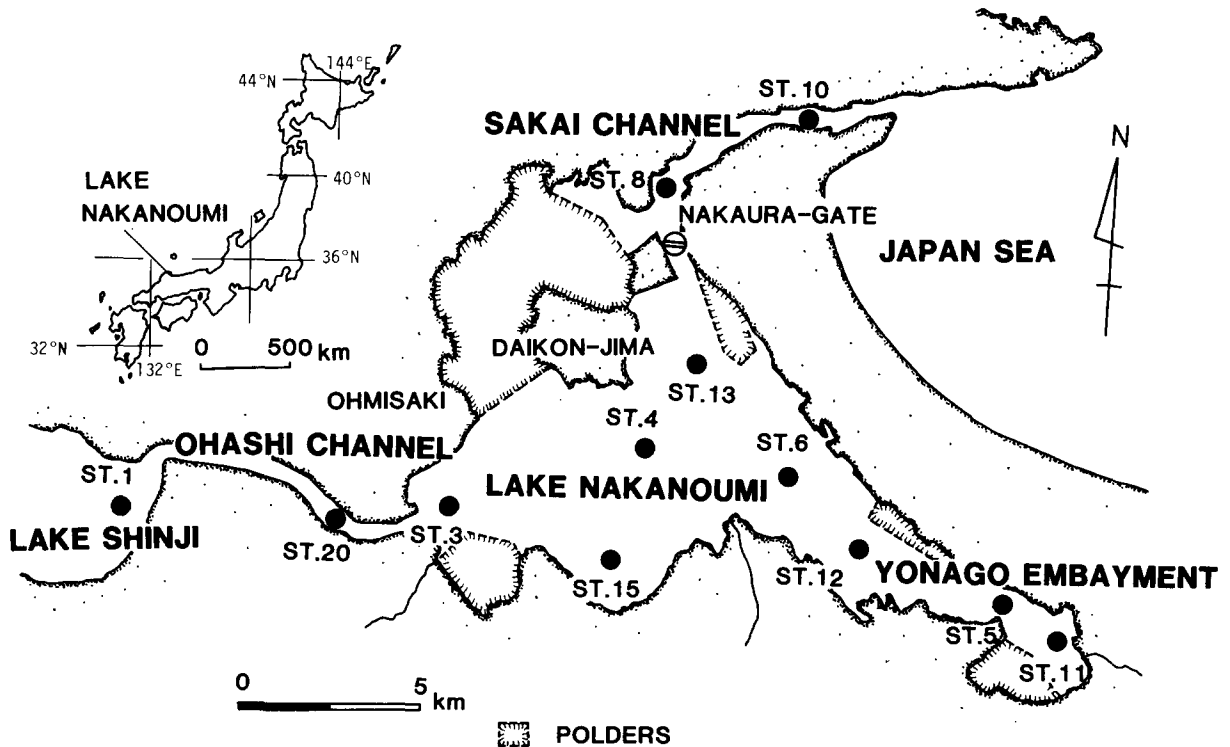 144°E
44°N
40°N
LAKE
NAKANOUMI
36°N
32°N
132°E
0 500 km
ST.10
SAKAI CHANNEL
ST.8
NAKAURA-GATE
N
JAPAN SEA
DAIKON-JIMA
ST.13
OHMISAKI
ST.4
OHASHI CHANNEL
ST.6
ST.1
LAKE NAKANOUMI
LAKE SHINJI
ST.20
ST.3
ST.15
ST.12
YONAGO EMBAYMENT
ST.5
ST.11
0 5
km
POLDERS